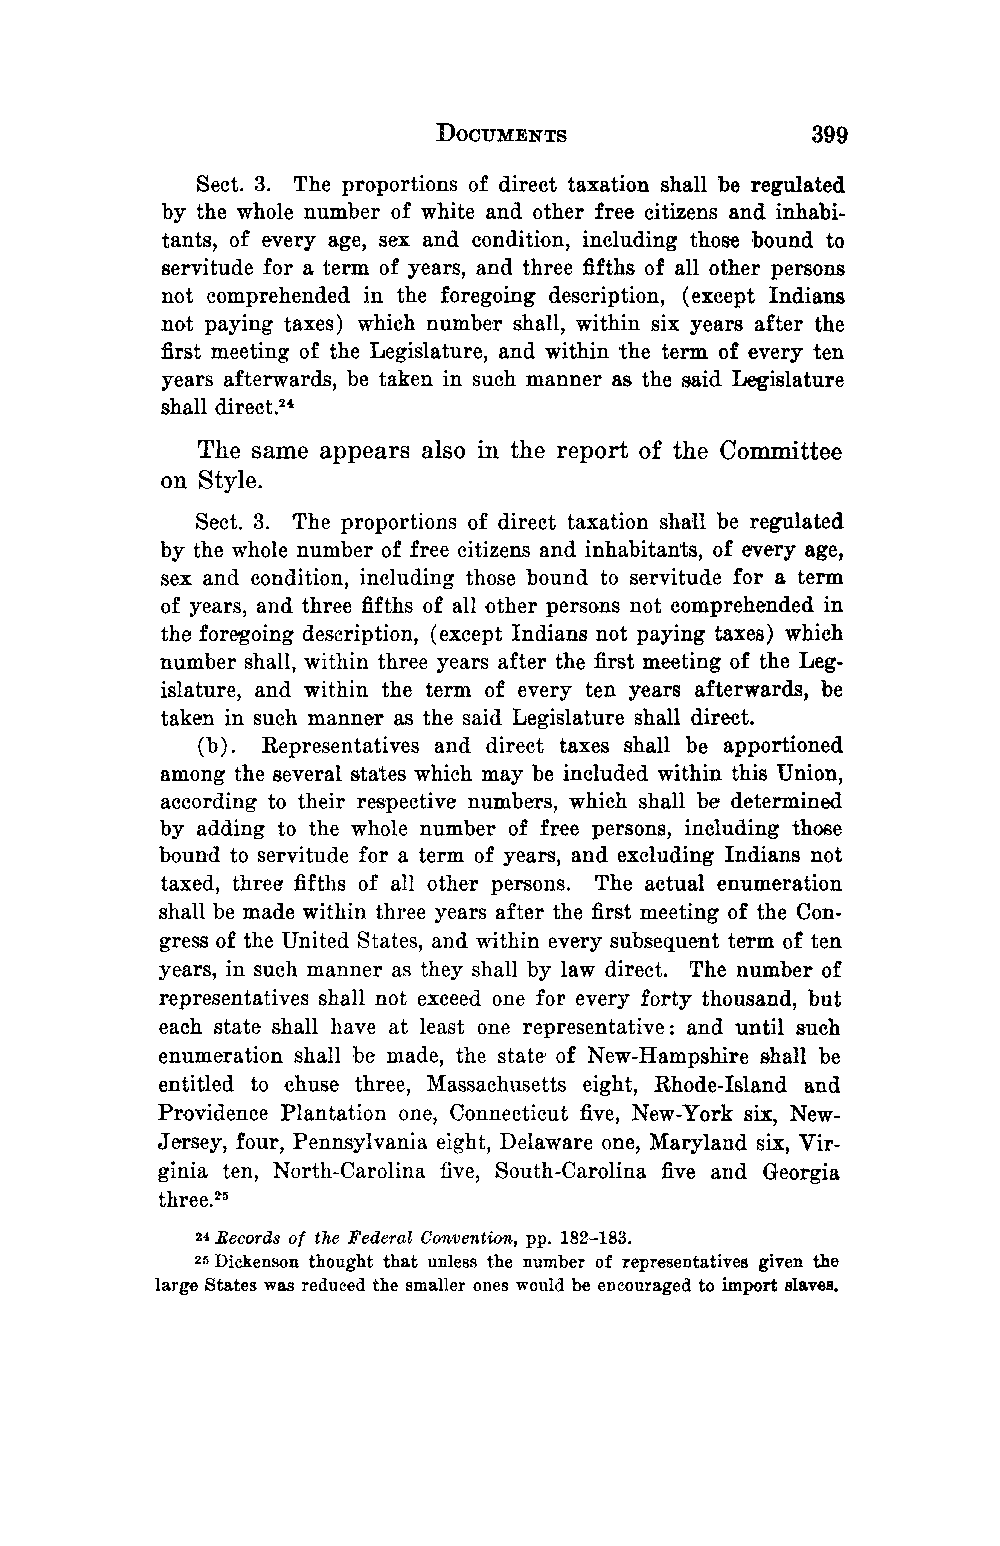 DOCUMENTS 399
Sect. 3. The proportions of direct taxation shall be regulated
by the whole number of white and other free citizens and inhabi-
tants, of every age, sex and condition, including those bound to
servitude for a term of years, and three fifths of all other persons
not comprehended in the foregoing description, (except Indians
not paying taxes) which number shall, within six years after the
first meeting of the Legislature, and within the term of every ten
years afterwards, be taken in such manner as the said Legislature
shall direct.²⁴
The same appears also in the report of the Committee
on Style.
Sect. 3. The proportions of direct taxation shall be regulated
by the whole number of free citizens and inhabitants, of every age,
sex and condition, including those bound to servitude for a term
of years, and three fifths of all other persons not comprehended in
the foregoing description, (except Indians not paying taxes) which
number shall, within three years after the first meeting of the Leg-
islature, and within the term of every ten years afterwards, be
taken in such manner as the said Legislature shall direct.
(b). Representatives and direct taxes shall be apportioned
among the several states which may be included within this Union,
according to their respective numbers, which shall be determined
by adding to the whole number of free persons, including those
bound to servitude for a term of years, and excluding Indians not
taxed, three fifths of all other persons. The actual enumeration
shall be made within three years after the first meeting of the Con-
gress of the United States, and within every subsequent term of ten
years, in such manner as they shall by law direct. The number of
representatives shall not exceed one for every forty thousand, but
each state shall have at least one representative: and until such
enumeration shall be made, the state of New-Hampshire shall be
entitled to chuse three, Massachusetts eight, Rhode-Island and
Providence Plantation one, Connecticut five, New-York six, New-
Jersey, four, Pennsylvania eight, Delaware one, Maryland six, Vir-
ginia ten, North-Carolina five, South-Carolina five and Georgia
three.²⁵
²⁴ Records of the Federal Convention, pp. 182–183.
²⁵ Dickenson thought that unless the number of representatives given the
large States was reduced the smaller ones would be encouraged to import slaves.